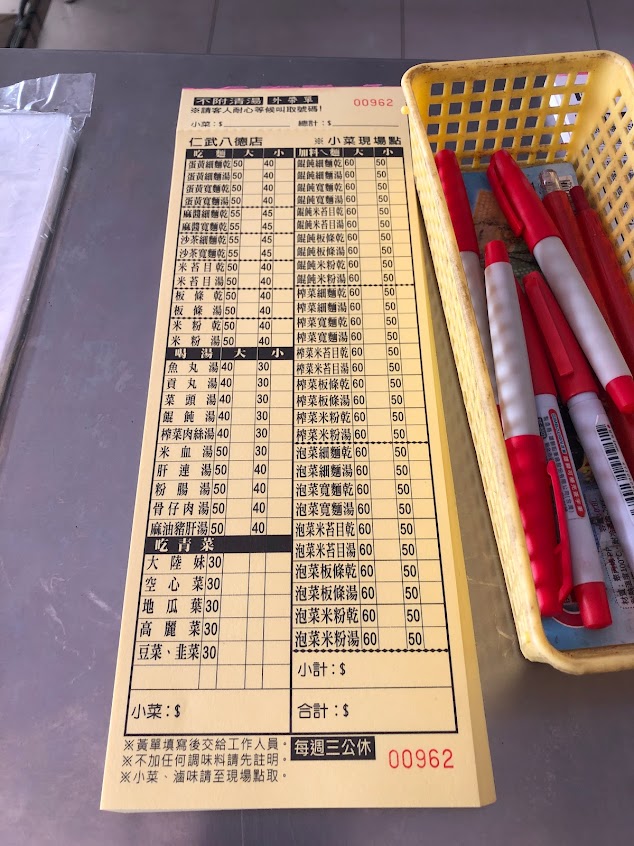 不附清湯 外帶單 00962
※請客人耐心等候叫取號碼!
小菜:$ 總計:$
仁武八德店 ※小菜現場點
吃麵 大 小
蛋黃細麵乾 50 40
蛋黃細麵湯 50 40
蛋黃寬麵乾 50 40
蛋黃寬麵湯 50 40
麻醬細麵乾 55 45
麻醬寬麵乾 55 45
沙茶細麵乾 55 45
沙茶寬麵乾 55 45
米苔目乾 50 40
米苔目湯 50 40
板條乾 50 40
板條湯 50 40
米粉乾 50 40
米粉湯 50 40
喝湯 大 小
魚丸湯 40 30
貢丸湯 40 30
菜頭湯 40 30
餛飩湯 40 30
榨菜肉絲湯 40 30
米血湯 50 30
肝連湯 50 40
粉腸湯 50 40
骨仔肉湯 50 40
麻油豬肝湯 50 40
吃青菜
大陸妹 30
空心菜 30
地瓜葉 30
高麗菜 30
豆菜、韭菜 30
小菜:$
加料ㄟ麵 大 小
餛飩細麵乾 60 50
餛飩細麵湯 60 50
餛飩寬麵乾 60 50
餛飩寬麵湯 60 50
餛飩米苔目乾 60 50
餛飩米苔目湯 60 50
餛飩板條乾 60 50
餛飩板條湯 60 50
餛飩米粉乾 60 50
餛飩米粉湯 60 50
榨菜細麵乾 60 50
榨菜細麵湯 60 50
榨菜寬麵乾 60 50
榨菜寬麵湯 60 50
榨菜米苔目乾 60 50
榨菜米苔目湯 60 50
榨菜板條乾 60 50
榨菜板條湯 60 50
榨菜米粉乾 60 50
榨菜米粉湯 60 50
泡菜細麵乾 60 50
泡菜細麵湯 60 50
泡菜寬麵乾 60 50
泡菜寬麵湯 60 50
泡菜米苔目乾 60 50
泡菜米苔目湯 60 50
泡菜板條乾 60 50
泡菜板條湯 60 50
泡菜米粉乾 60 50
泡菜米粉湯 60 50
小計:$
合計:$
※黃單填寫後交給工作人員。
※不加任何調味料請先註明。
※小菜、滷味請至現場點取。
每週三公休 00962